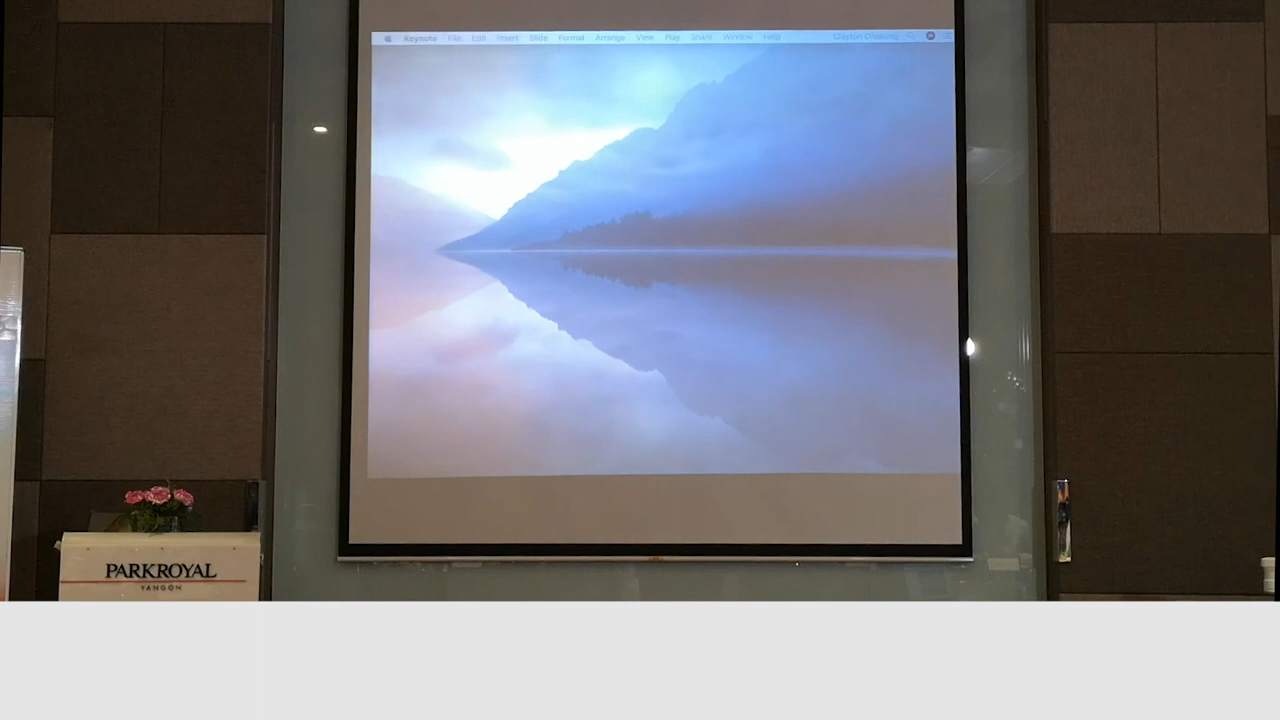 Keynote File Edit Insert Slide Format Arrange View Play Share Window Help
PARKROYAL
YANGON